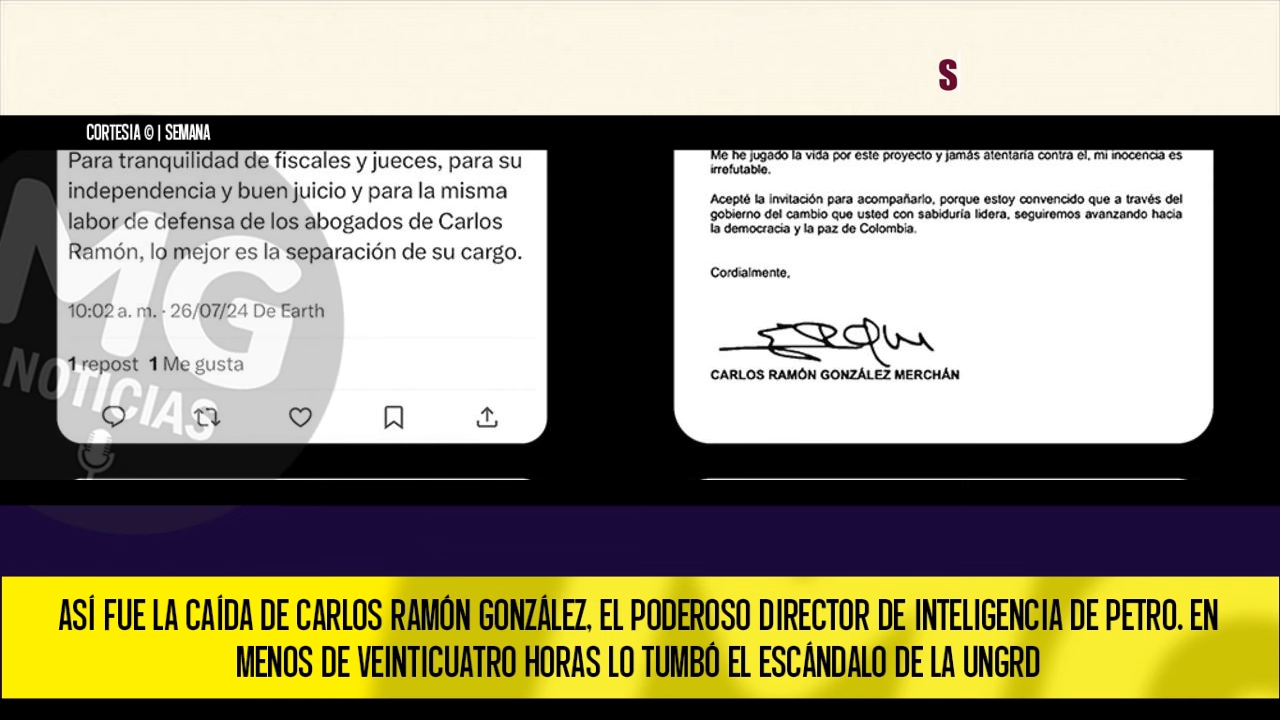 S
CORTESIA © | SEMANA
Para tranquilidad de fiscales y jueces, para su
independencia y buen juicio y para la misma
labor de defensa de los abogados de Carlos
Ramón, lo mejor es la separación de su cargo.
10:02 a. m. · 26/07/24 De Earth
1 repost 1 Me gusta
MG
NOTICIAS
Me he jugado la vida por este proyecto y jamás atentaría contra el, mi inocencia es
irrefutable.
Acepté la invitación para acompañarlo, porque estoy convencido que a través del
gobierno del cambio que usted con sabiduría lidera, seguiremos avanzando hacia
la democracia y la paz de Colombia.
Cordialmente,
CARLOS RAMÓN GONZÁLEZ MERCHÁN
ASÍ FUE LA CAÍDA DE CARLOS RAMÓN GONZÁLEZ, EL PODEROSO DIRECTOR DE INTELIGENCIA DE PETRO. EN
MENOS DE VEINTICUATRO HORAS LO TUMBÓ EL ESCÁNDALO DE LA UNGRD